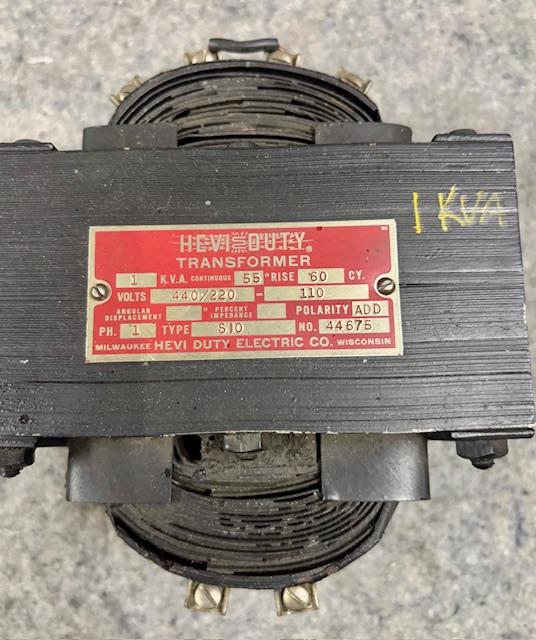 1 KVA
HEVI DUTY
TRANSFORMER
1 K.V.A. CONTINUOUS 55 ° RISE 60 CY.
VOLTS 440/220 - 110
ANGULAR DISPLACEMENT ° PERCENT IMPEDANCE POLARITY ADD
PH. 1 TYPE S10 NO. 44675
MILWAUKEE HEVI DUTY ELECTRIC CO. WISCONSIN